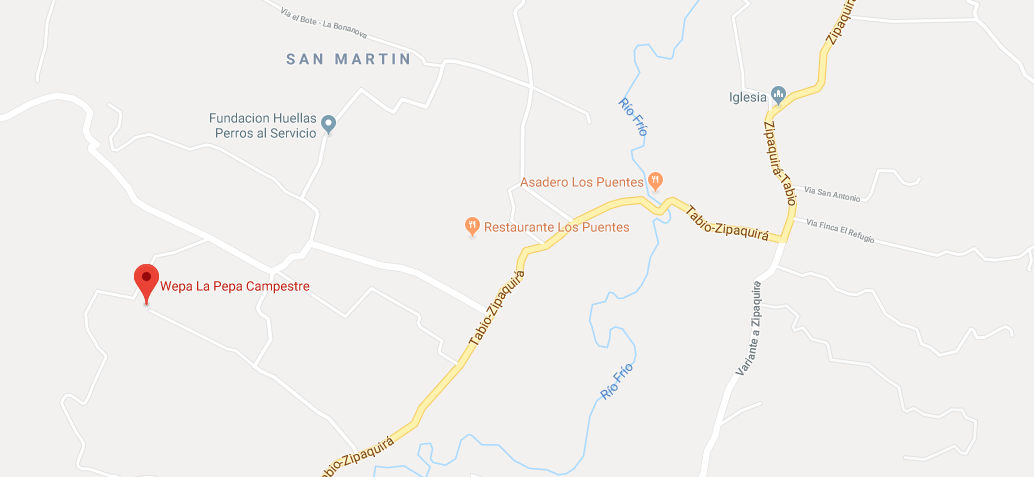 Via el Bote - La Bonanova
SAN MARTIN
Zipaquirá
Iglesia
Río Frío
Fundacion Huellas
Perros al Servicio
Zipaquirá-Tabio
Asadero Los Puentes
Via San Antonio
Tabio-Zipaquirá
Restaurante Los Puentes
Via Finca El Refugio
Wepa La Pepa Campestre
Tabio-Zipaquirá
Variante a Zipaquira
Río Frío
abio-Zipaquirá